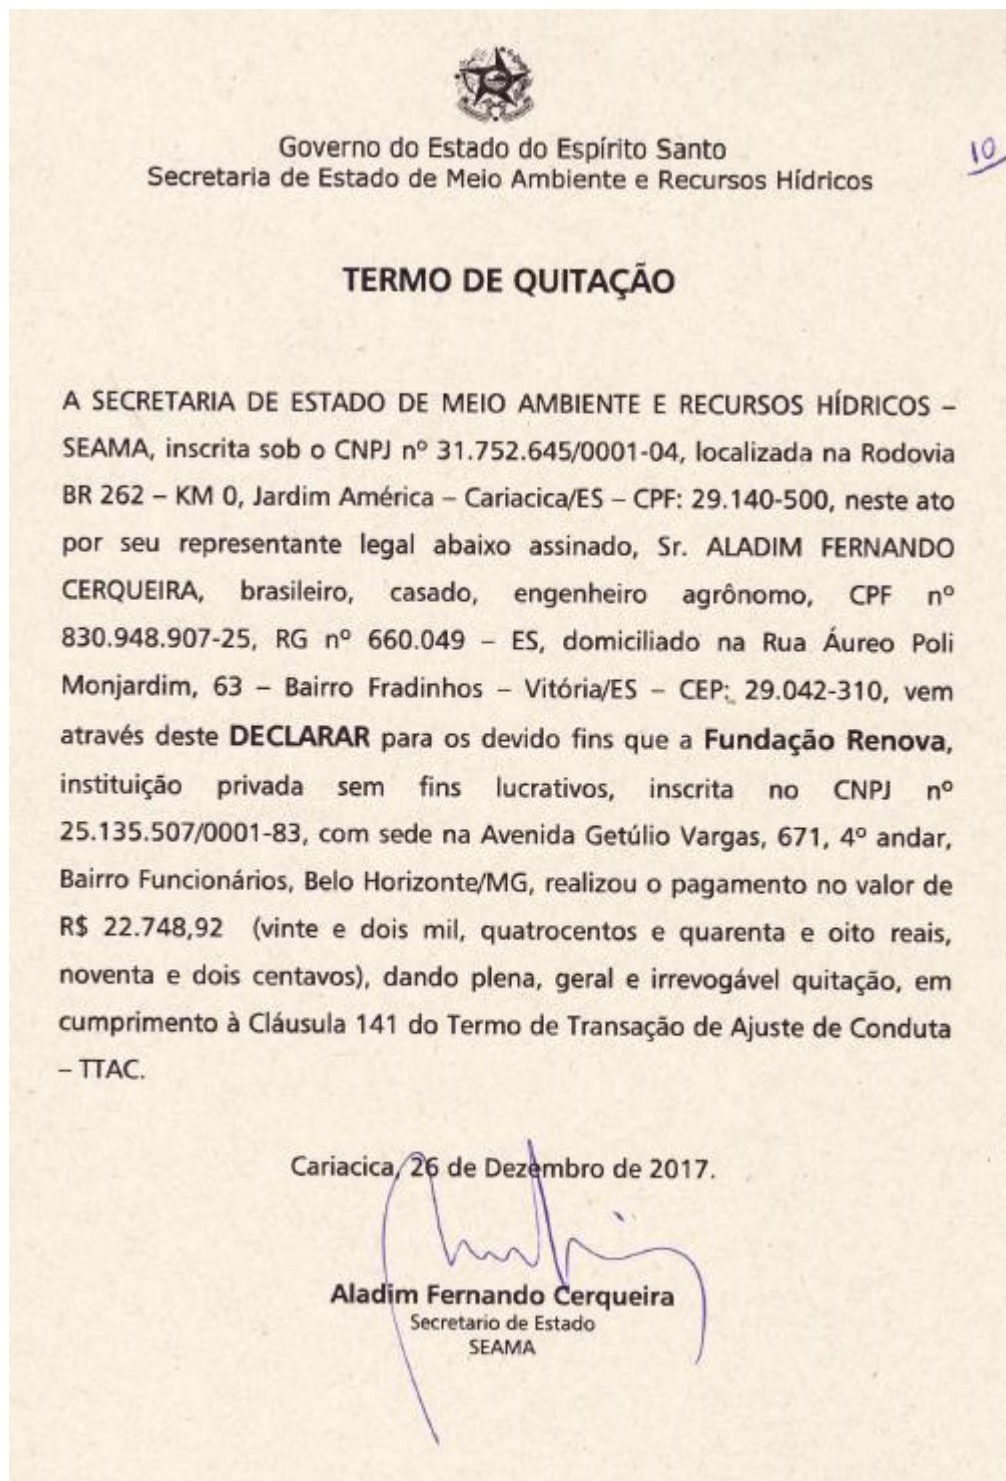 Governo do Estado do Espírito Santo
Secretaria de Estado de Meio Ambiente e Recursos Hídricos
10
TERMO DE QUITAÇÃO
A SECRETARIA DE ESTADO DE MEIO AMBIENTE E RECURSOS HÍDRICOS –
SEAMA, inscrita sob o CNPJ nº 31.752.645/0001-04, localizada na Rodovia
BR 262 – KM 0, Jardim América – Cariacica/ES – CPF: 29.140-500, neste ato
por seu representante legal abaixo assinado, Sr. ALADIM FERNANDO
CERQUEIRA, brasileiro, casado, engenheiro agrônomo, CPF nº
830.948.907-25, RG nº 660.049 – ES, domiciliado na Rua Áureo Poli
Monjardim, 63 – Bairro Fradinhos – Vitória/ES – CEP: 29.042-310, vem
através deste DECLARAR para os devido fins que a Fundação Renova,
instituição privada sem fins lucrativos, inscrita no CNPJ nº
25.135.507/0001-83, com sede na Avenida Getúlio Vargas, 671, 4º andar,
Bairro Funcionários, Belo Horizonte/MG, realizou o pagamento no valor de
R$ 22.748,92 (vinte e dois mil, quatrocentos e quarenta e oito reais,
noventa e dois centavos), dando plena, geral e irrevogável quitação, em
cumprimento à Cláusula 141 do Termo de Transação de Ajuste de Conduta
– TTAC.
Cariacica, 26 de Dezembro de 2017.
Aladim Fernando Cerqueira
Secretario de Estado
SEAMA